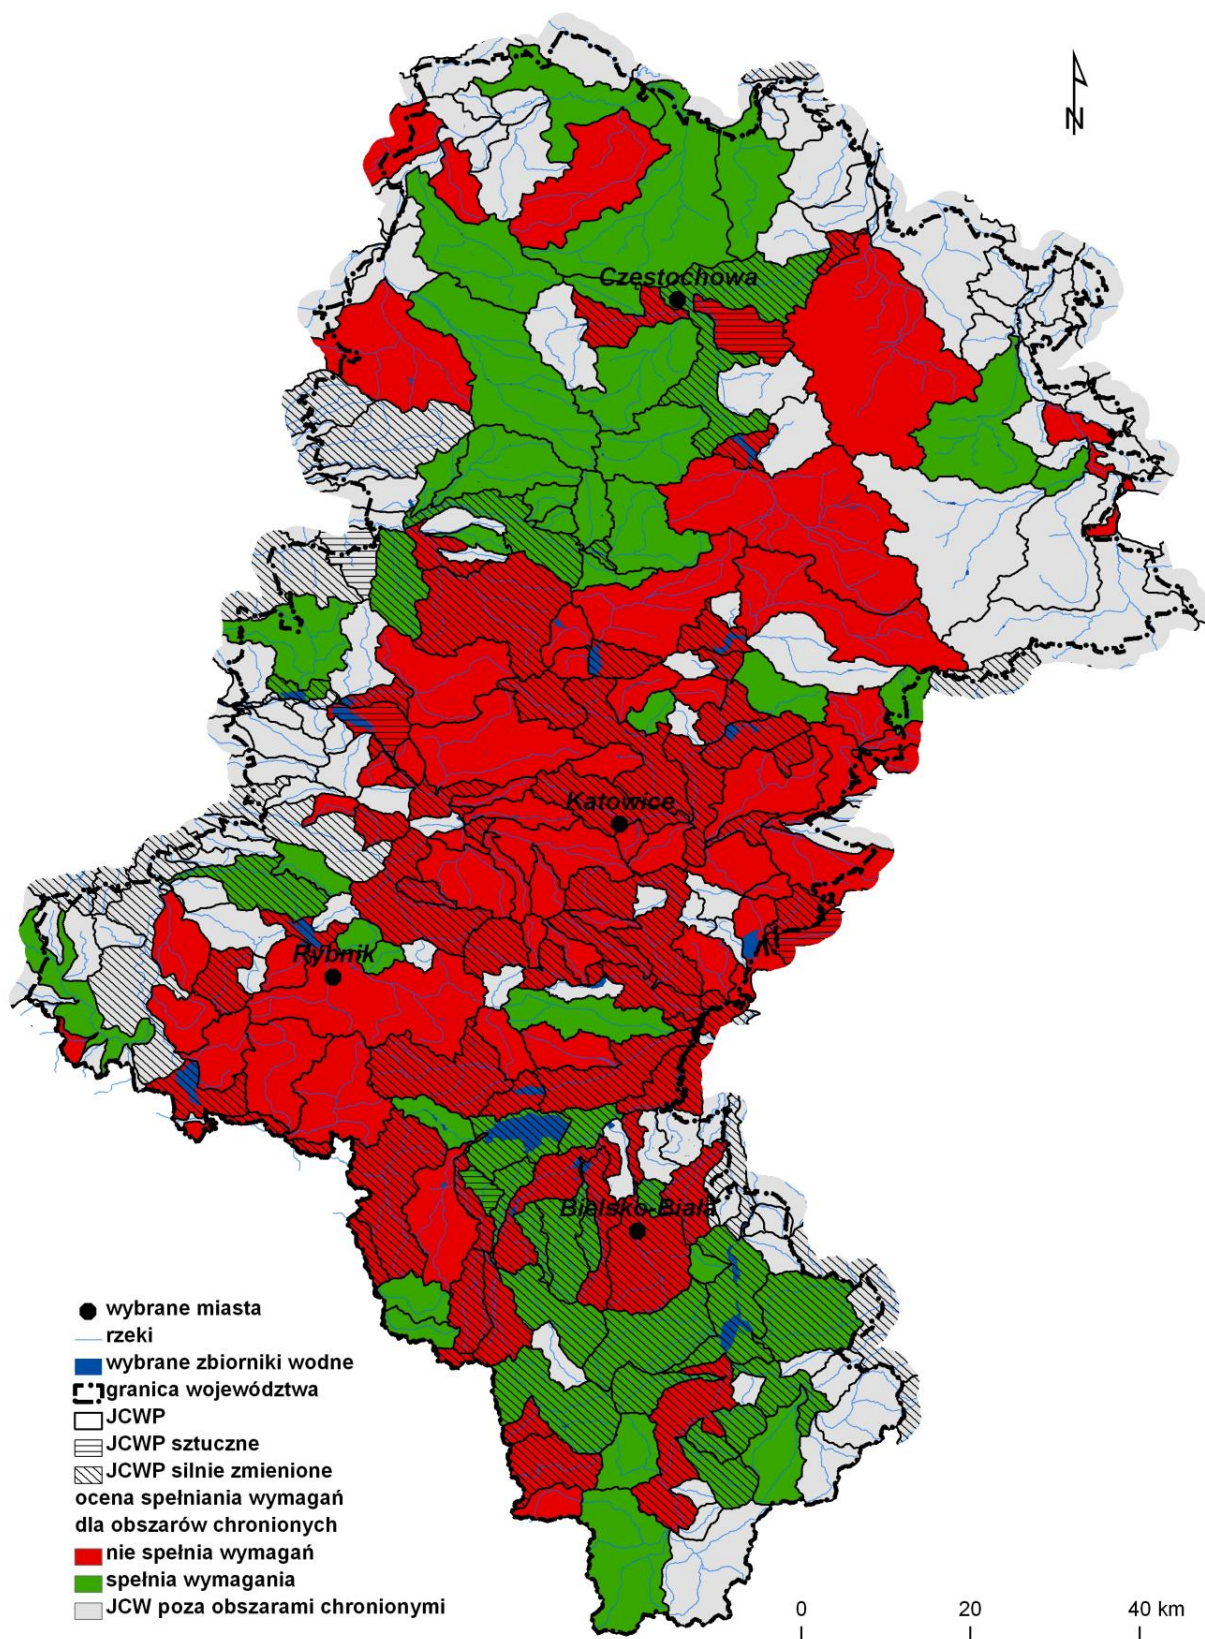 N
Częstochowa
Katowice
Rybnik
Bielsko-Biała
wybrane miasta
rzeki
wybrane zbiorniki wodne
granica województwa
JCWP
JCWP sztuczne
JCWP silnie zmienione
ocena spełniania wymagań
dla obszarów chronionych
nie spełnia wymagań
spełnia wymagania
JCW poza obszarami chronionymi
0 20 40 km